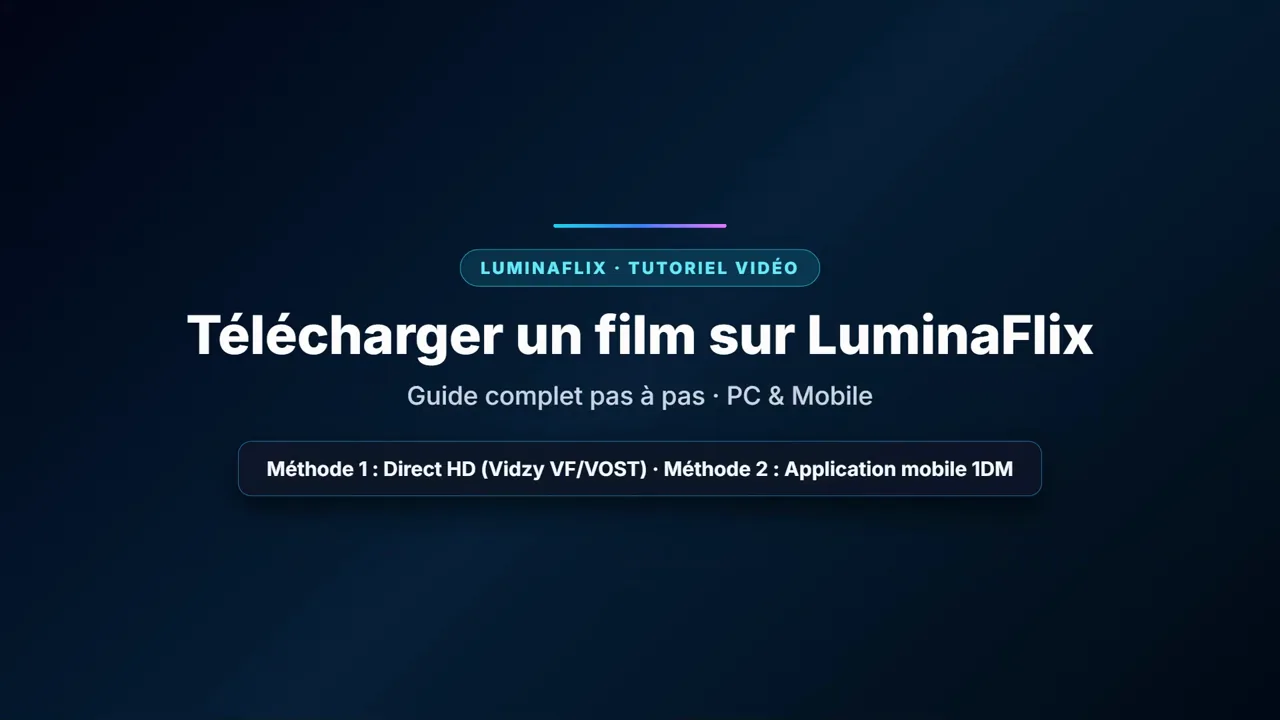 LUMINAFLIX · TUTORIEL VIDÉO
Télécharger un film sur LuminaFlix
Guide complet pas à pas · PC & Mobile
Méthode 1 : Direct HD (Vidzy VF/VOST) · Méthode 2 : Application mobile 1DM